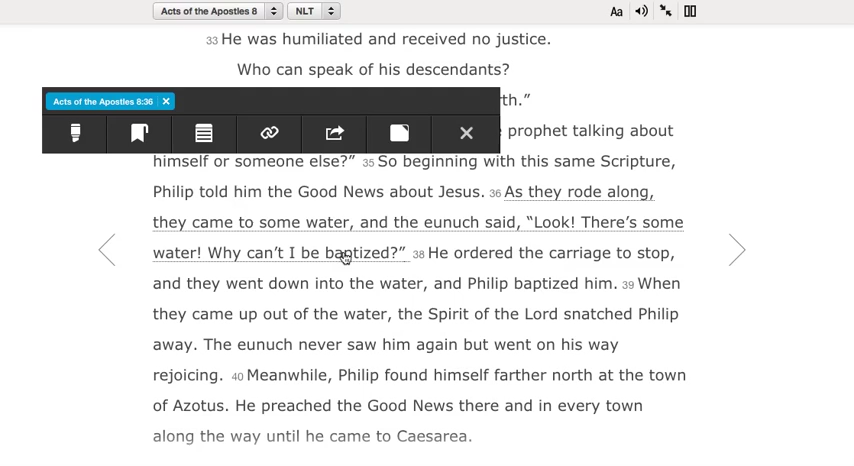 Acts of the Apostles 8 NLT Aa
33 He was humiliated and received no justice.
Who can speak of his descendants?
Acts of the Apostles 8:36 x
rth.”
prophet talking about
himself or someone else?” 35 So beginning with this same Scripture,
Philip told him the Good News about Jesus. 36 As they rode along,
they came to some water, and the eunuch said, “Look! There’s some
water! Why can’t I be baptized?” 38 He ordered the carriage to stop,
and they went down into the water, and Philip baptized him. 39 When
they came up out of the water, the Spirit of the Lord snatched Philip
away. The eunuch never saw him again but went on his way
rejoicing. 40 Meanwhile, Philip found himself farther north at the town
of Azotus. He preached the Good News there and in every town
along the way until he came to Caesarea.